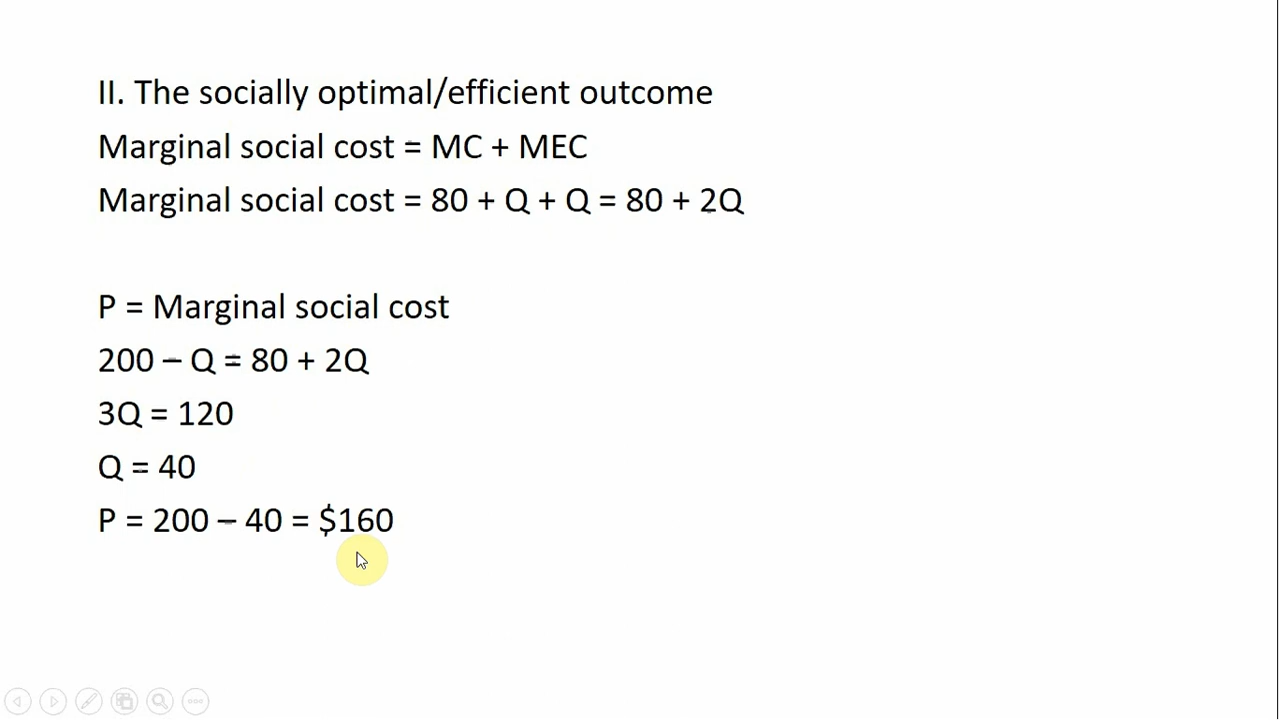 II. The socially optimal/efficient outcome
Marginal social cost = MC + MEC
Marginal social cost = 80 + Q + Q = 80 + 2Q
P = Marginal social cost
200 – Q = 80 + 2Q
3Q = 120
Q = 40
P = 200 – 40 = $160